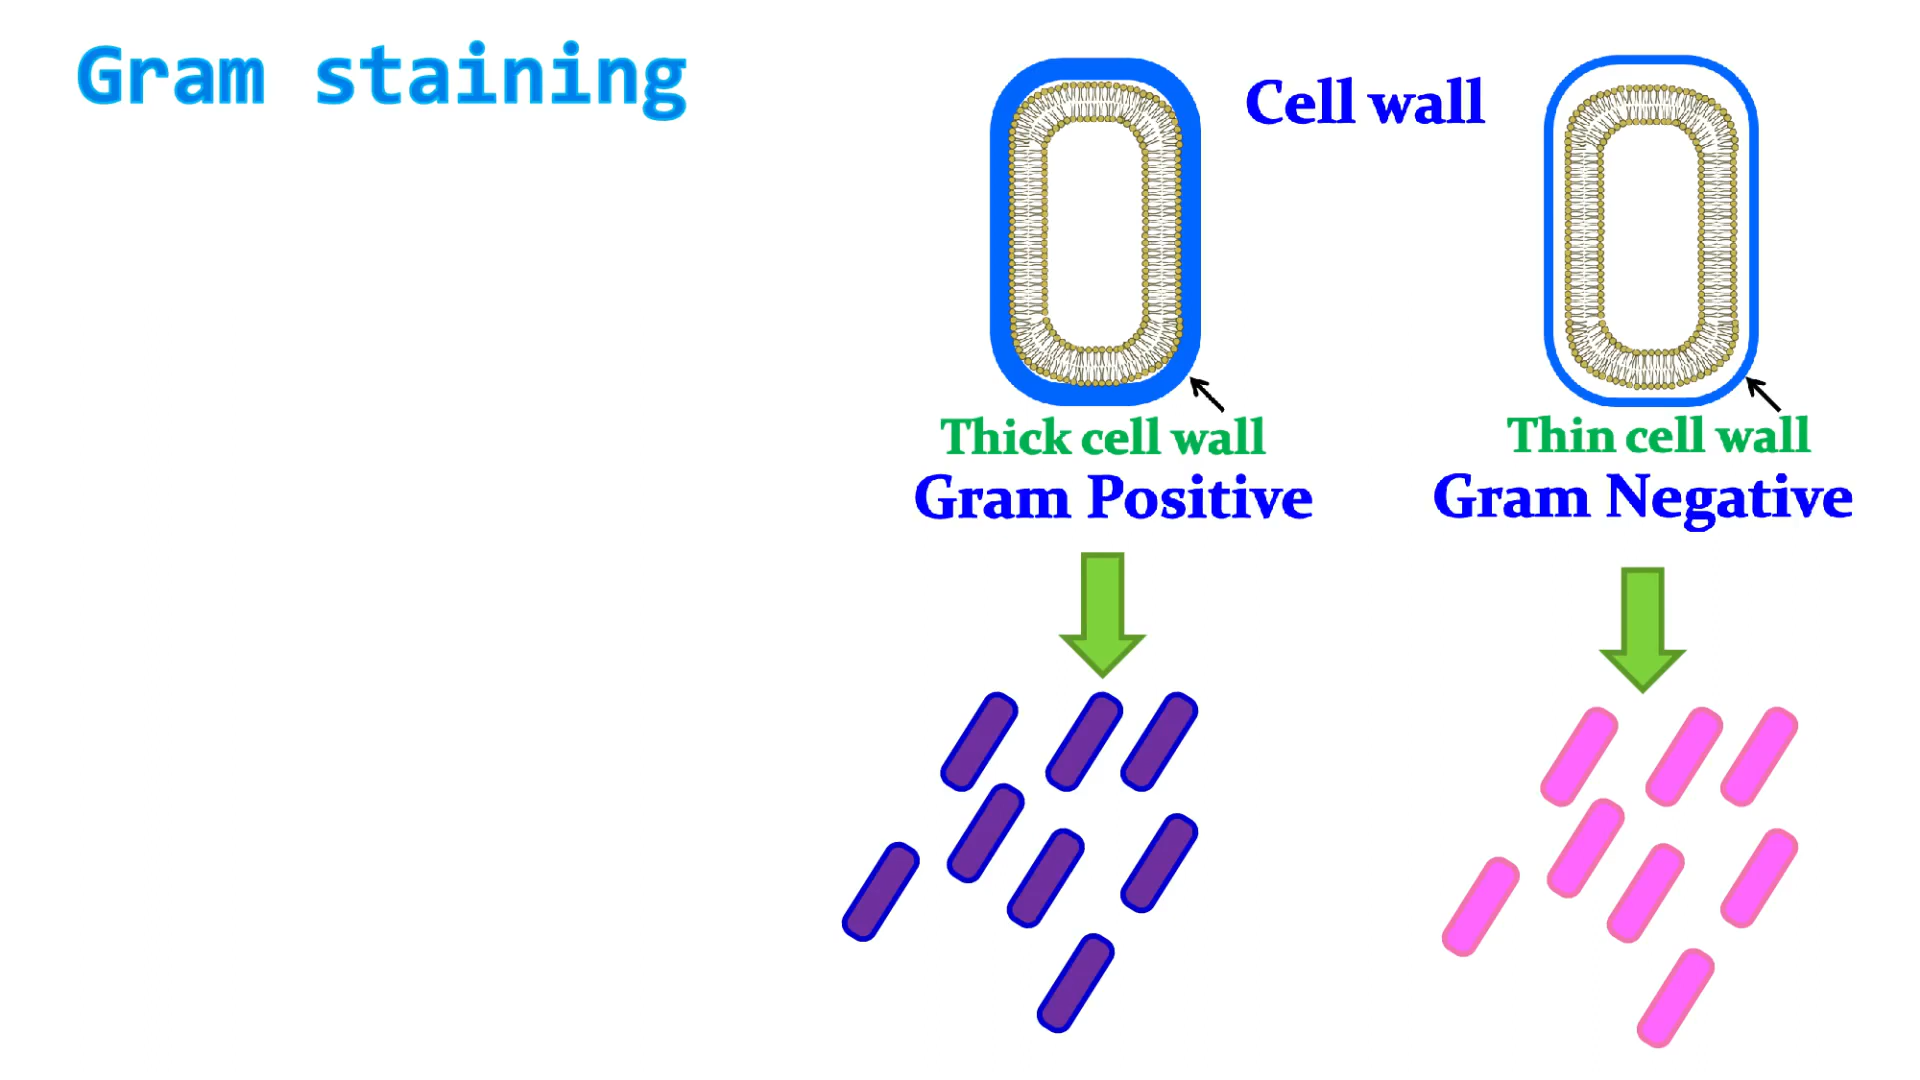 Gram staining
Cell wall
Thick cell wall
Gram Positive
Thin cell wall
Gram Negative